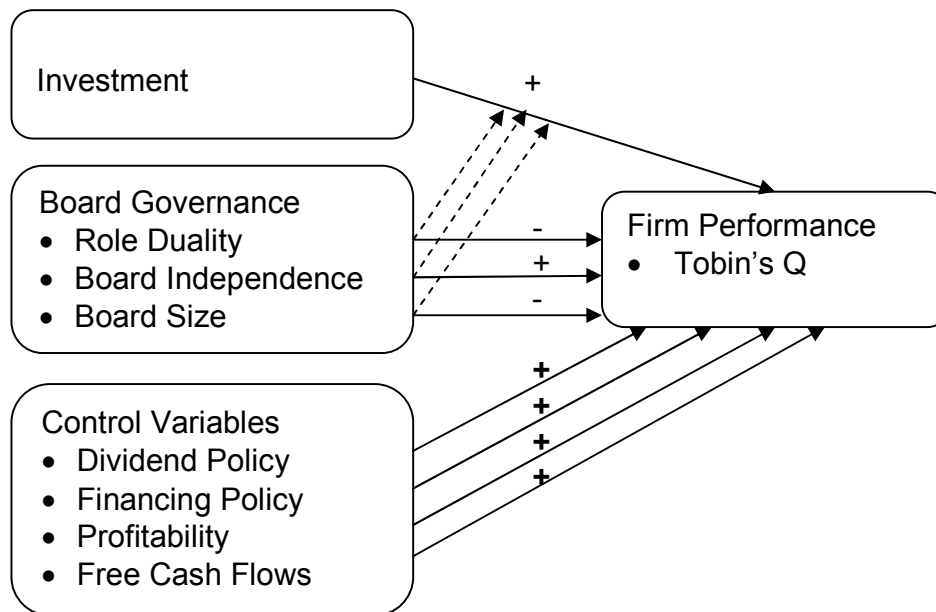 Investment
+
Board Governance
• Role Duality
• Board Independence
• Board Size
-
+
-
Firm Performance
• Tobin’s Q
Control Variables
• Dividend Policy
• Financing Policy
• Profitability
• Free Cash Flows
+
+
+
+